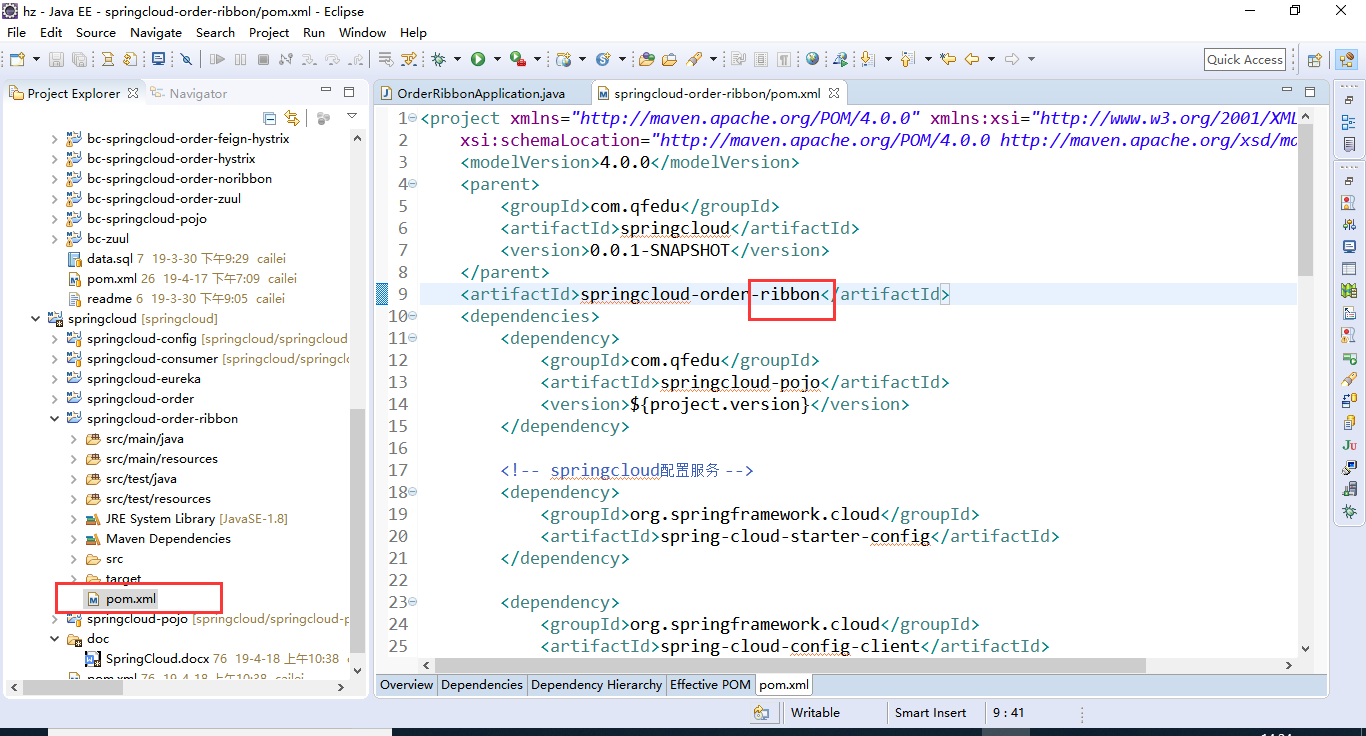 hz - Java EE - springcloud-order-ribbon/pom.xml - Eclipse
File Edit Source Navigate Search Project Run Window Help
Quick Access
Project Explorer Navigator
bc-springcloud-order-feign-hystrix
bc-springcloud-order-hystrix
bc-springcloud-order-noribbon
bc-springcloud-order-zuul
bc-springcloud-pojo
bc-zuul
data.sql 7 19-3-30 下午9:29 cailei
pom.xml 26 19-4-17 下午7:09 cailei
readme 6 19-3-30 下午9:05 cailei
springcloud [springcloud]
springcloud-config [springcloud/springcloud
springcloud-consumer [springcloud/springclo
springcloud-eureka
springcloud-order
springcloud-order-ribbon
src/main/java
src/main/resources
src/test/java
src/test/resources
JRE System Library [JavaSE-1.8]
Maven Dependencies
src
target
pom.xml
springcloud-pojo [springcloud/springcloud-p
doc
SpringCloud.docx 76 19-4-18 上午10:38
pom.xml 76 19-4-18 上午10:38 cailei
OrderRibbonApplication.java springcloud-order-ribbon/pom.xml
1 <project xmlns="http://maven.apache.org/POM/4.0.0" xmlns:xsi="http://www.w3.org/2001/XML
2 xsi:schemaLocation="http://maven.apache.org/POM/4.0.0 http://maven.apache.org/xsd/ma
3 <modelVersion>4.0.0</modelVersion>
4 <parent>
5 <groupId>com.qfedu</groupId>
6 <artifactId>springcloud</artifactId>
7 <version>0.0.1-SNAPSHOT</version>
8 </parent>
9 <artifactId>springcloud-order-ribbon</artifactId>
10 <dependencies>
11 <dependency>
12 <groupId>com.qfedu</groupId>
13 <artifactId>springcloud-pojo</artifactId>
14 <version>${project.version}</version>
15 </dependency>
16
17 <!-- springcloud配置服务 -->
18 <dependency>
19 <groupId>org.springframework.cloud</groupId>
20 <artifactId>spring-cloud-starter-config</artifactId>
21 </dependency>
22
23 <dependency>
24 <groupId>org.springframework.cloud</groupId>
25 <artifactId>spring-cloud-config-client</artifactId>
Overview Dependencies Dependency Hierarchy Effective POM pom.xml
Writable Smart Insert 9 : 41